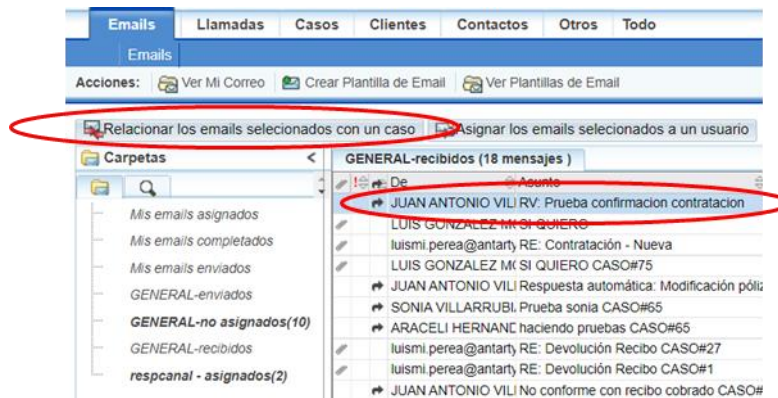 Emails Llamadas Casos Clientes Contactos Otros Todo
Emails
Acciones: Ver Mi Correo Crear Plantilla de Email Ver Plantillas de Email
Relacionar los emails selecionados con un caso Asignar los emails selecionados a un usuario
Carpetas < GENERAL-recibidos (18 mensajes )
De Asunto
Mis emails asignados
Mis emails completados
Mis emails enviados
GENERAL-enviados
GENERAL-no asignados(10)
GENERAL-recibidos
respcanal - asignados(2)
JUAN ANTONIO VILI RV: Prueba confirmacion contratacion
LUIS GONZALEZ M( SI QUIERO
luismi.perea@antarty RE: Contratación - Nueva
LUIS GONZALEZ M( SI QUIERO CASO#75
JUAN ANTONIO VILI Respuesta automática: Modificación póliz
SONIA VILLARRUBI. Prueba sonia CASO#65
ARACELI HERNAND haciendo pruebas CASO#65
luismi.perea@antarty RE: Devolución Recibo CASO#27
luismi.perea@antarty RE: Devolución Recibo CASO#1
JUAN ANTONIO VILI No conforme con recibo cobrado CASO#